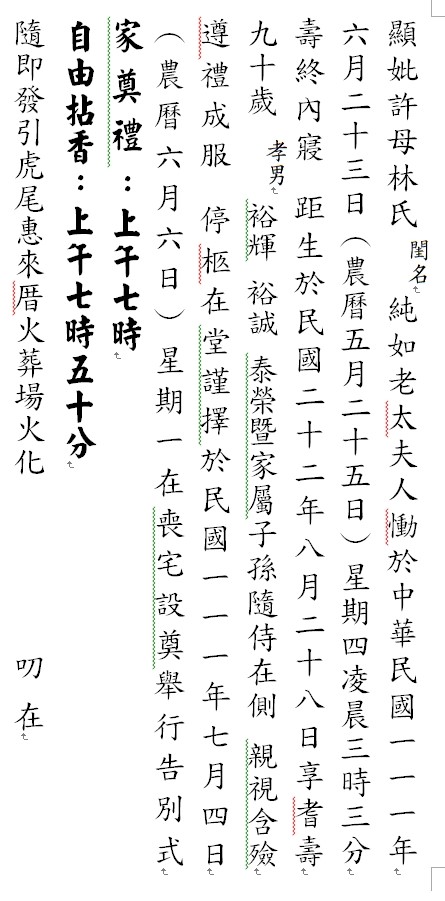 顯妣許母林氏 閨名 純如老太夫人慟於中華民國一一一年
六月二十三日（農曆五月二十五日）星期四凌晨三時三分
壽終內寢 距生於民國二十二年八月二十八日享耆壽
九十歲 孝男 裕輝 裕誠 泰榮暨家屬子孫隨侍在側 親視含殮
遵禮成服 停柩在堂謹擇於民國一一一年七月四日
（農曆六月六日）星期一在喪宅設奠舉行告別式
家奠禮：上午七時
自由拈香：上午七時五十分
隨即發引虎尾惠來厝火葬場火化 叨在